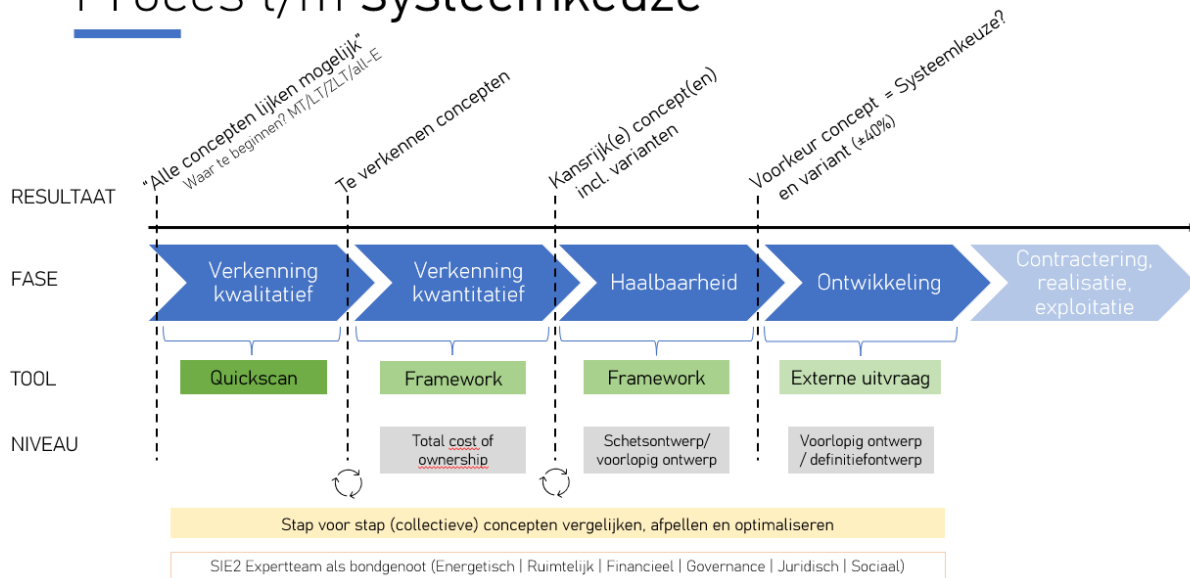 Proces t/m systeemkeuze
"Alle concepten lijken mogelijk"
Waar te beginnen? MT/LT/ZLT/all-E
Te verkennen concepten
Kansrijk(e) concept(en)
incl. varianten
Voorkeur concept = Systeemkeuze?
en variant (±40%)
RESULTAAT
FASE
Verkenning
kwalitatief
Verkenning
kwantitatief
Haalbaarheid
Ontwikkeling
Contractering,
realisatie,
exploitatie
TOOL
Quickscan
Framework
Framework
Externe uitvraag
NIVEAU
Total cost of
ownership
Schetsontwerp/
voorlopig ontwerp
Voorlopig ontwerp
/ definitiefontwerp
Stap voor stap (collectieve) concepten vergelijken, afpellen en optimaliseren
SIE2 Expertteam als bondgenoot (Energetisch | Ruimtelijk | Financieel | Governance | Juridisch | Sociaal)